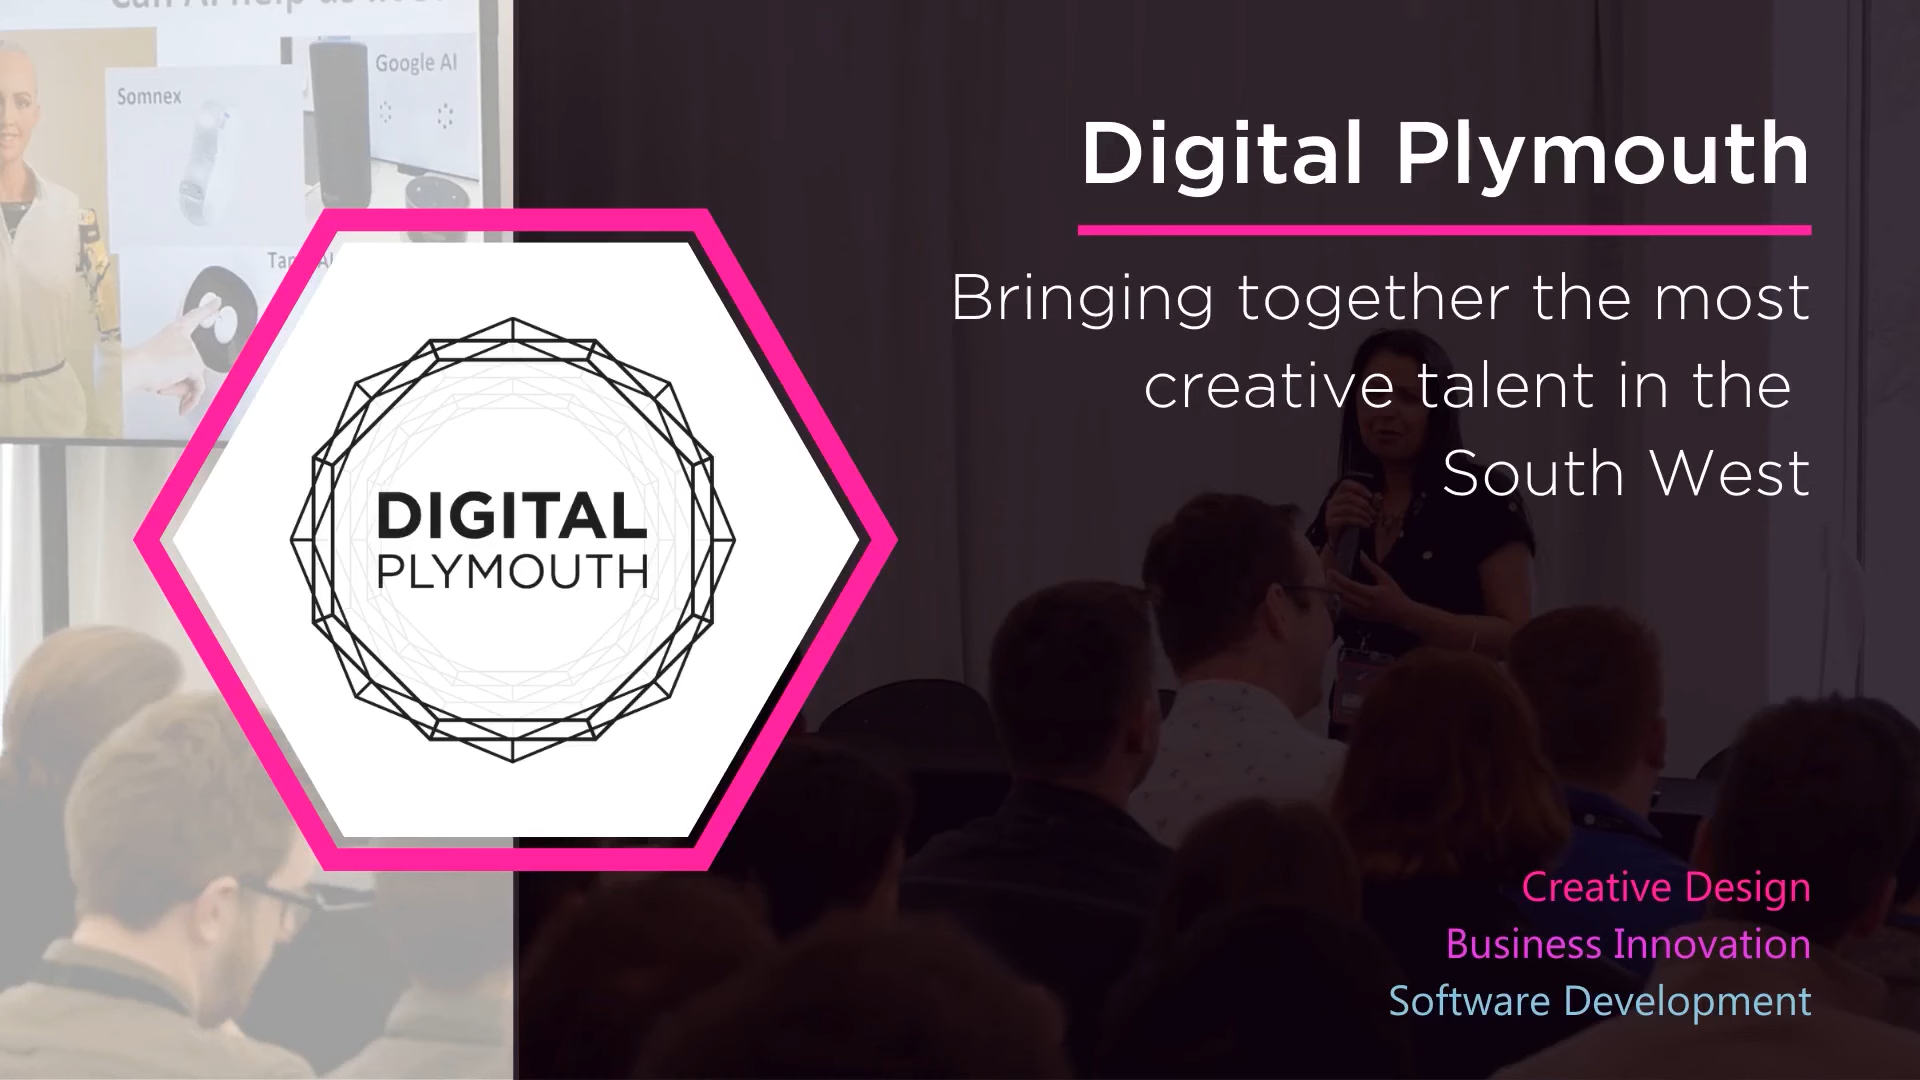 Somnex
Google AI
Digital Plymouth
Bringing together the most
creative talent in the
South West
DIGITAL
PLYMOUTH
Creative Design
Business Innovation
Software Development